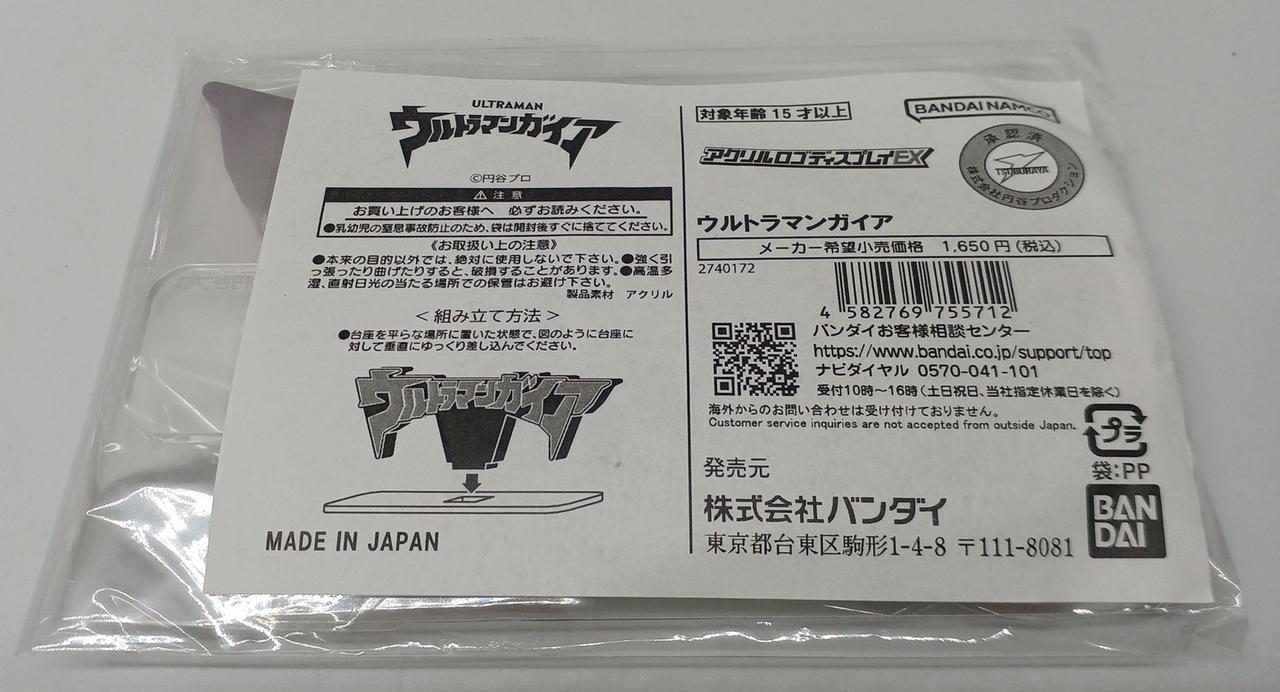 ULTRAMAN
ウルトラマンガイア
©円谷プロ
⚠ 注意
お買い上げのお客様へ 必ずお読みください。
●乳幼児の窒息事故防止のため、袋は開封後すぐに捨ててください。
《お取扱い上の注意》
●本来の目的以外では、絶対に使用しないで下さい。●強く引
っ張ったり曲げたりすると、破損することがあります。●高温多
湿、直射日光の当たる場所での保管はお避け下さい。
製品素材 アクリル
＜組み立て方法＞
●台座を平らな場所に置いた状態で、図のように台座に
対して垂直にゆっくり差し込んでください。
ウルトラマンガイア
MADE IN JAPAN
対象年齢 15才以上
BANDAI NAMCO
アクリルロゴディスプレイEX
承認済
TSUBURAYA
株式会社円谷プロダクション
ウルトラマンガイア
メーカー希望小売価格 1,650円(税込)
2740172
4 582769 755712
バンダイお客様相談センター
https://www.bandai.co.jp/support/top
ナビダイヤル 0570-041-101
受付10時〜16時(土日祝日、当社指定休業日を除く)
海外からのお問い合わせは受け付けておりません。
Customer service inquiries are not accepted from outside Japan.
プラ
袋:PP
発売元
株式会社バンダイ
東京都台東区駒形1-4-8 〒111-8081
BAN
DAI
円谷プロ